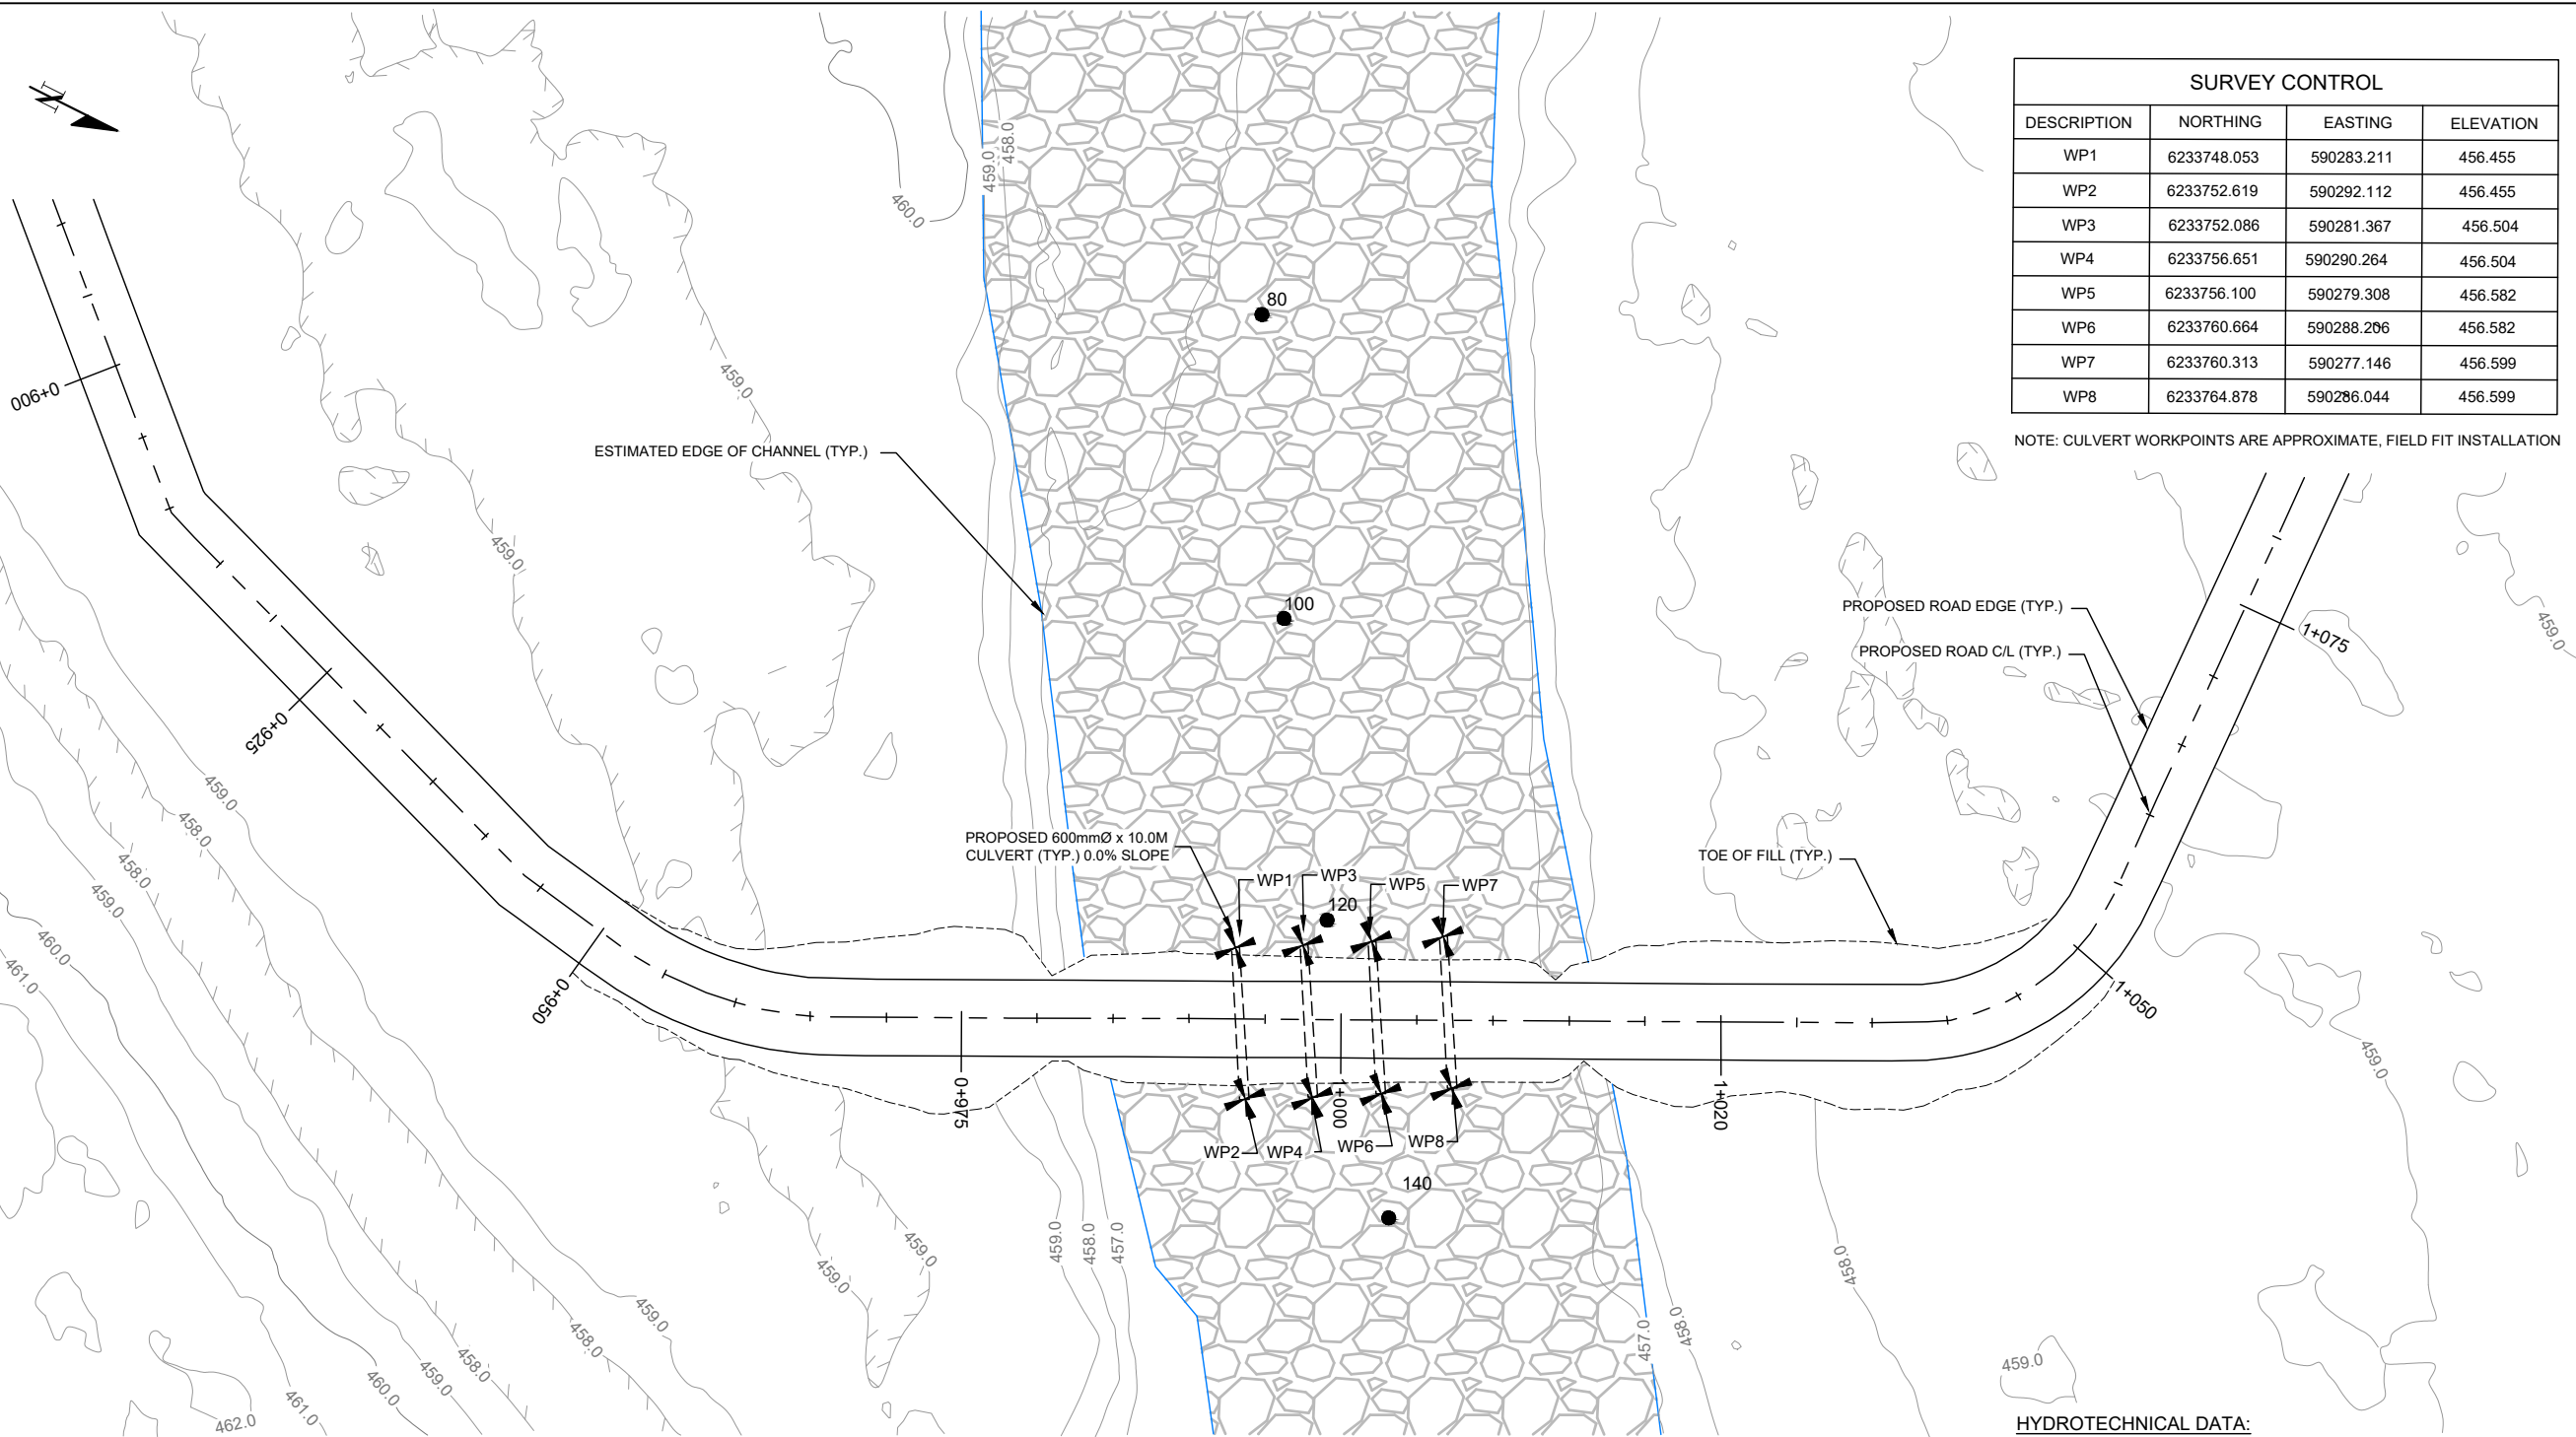 N
SURVEY CONTROL
DESCRIPTION NORTHING EASTING ELEVATION
WP1 6233748.053 590283.211 456.455
WP2 6233752.619 590292.112 456.455
WP3 6233752.086 590281.367 456.504
WP4 6233756.651 590290.264 456.504
WP5 6233756.100 590279.308 456.582
WP6 6233760.664 590288.206 456.582
WP7 6233760.313 590277.146 456.599
WP8 6233764.878 590286.044 456.599
NOTE: CULVERT WORKPOINTS ARE APPROXIMATE, FIELD FIT INSTALLATION
459.0
458.0
460.0
80
0+900
459.0
ESTIMATED EDGE OF CHANNEL (TYP.)
459.0
100
PROPOSED ROAD EDGE (TYP.)
PROPOSED ROAD C/L (TYP.)
1+075
459.0
0+925
459.0
458.0
458.0
459.0
460.0
461.0
PROPOSED 600mmØ x 10.0M
CULVERT (TYP.) 0.0% SLOPE
TOE OF FILL (TYP.)
WP1
WP3
WP5
WP7
120
0+950
0+975
1+000
1+020
1+050
459.0
WP2
WP4
WP6
WP8
140
459.0
458.0
457.0
459.0
459.0
458.0
457.0
458.0
459.0
458.0
458.0
459.0
460.0
461.0
462.0
459.0
HYDROTECHNICAL DATA: